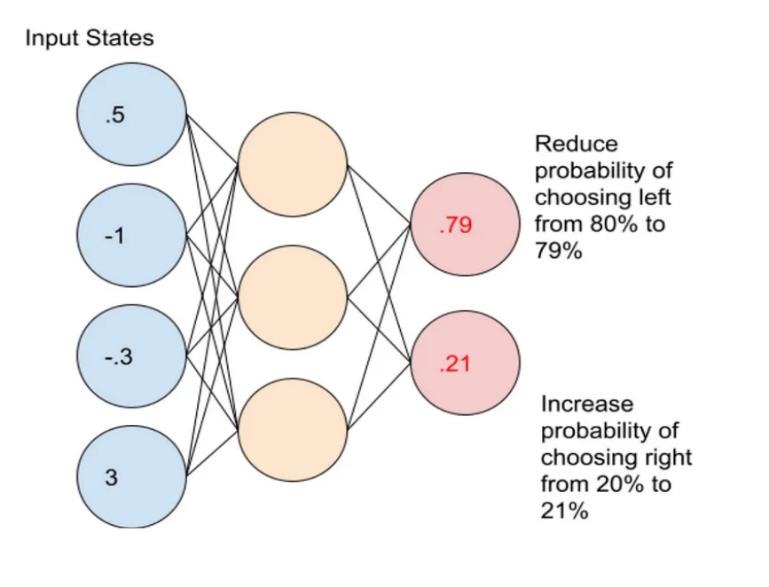 Input States
.5
-1
-.3
3
.79
.21
Reduce
probability of
choosing left
from 80% to
79%
Increase
probability of
choosing right
from 20% to
21%